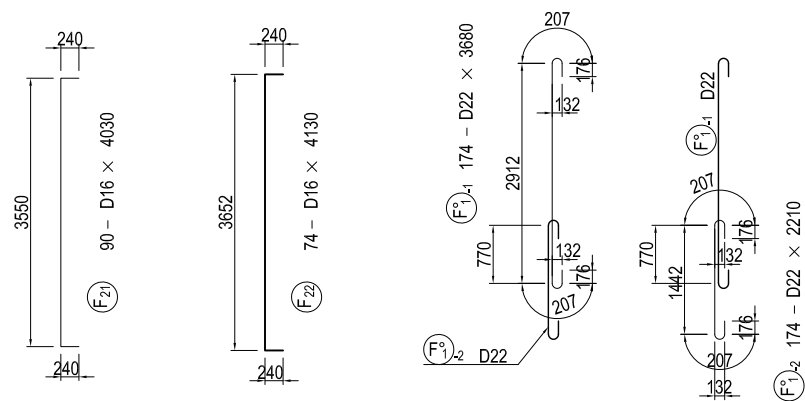 240
3550
90 – D16 × 4030
F21
240
240
3652
74 – D16 × 4130
F22
240
207
176
132
2912
F°1-1 174 – D22 × 3680
770
132
176
207
F°1-2 D22
F°1-1 D22
207
176
132
770
1442
176
207
132
F°1-2 174 – D22 × 2210